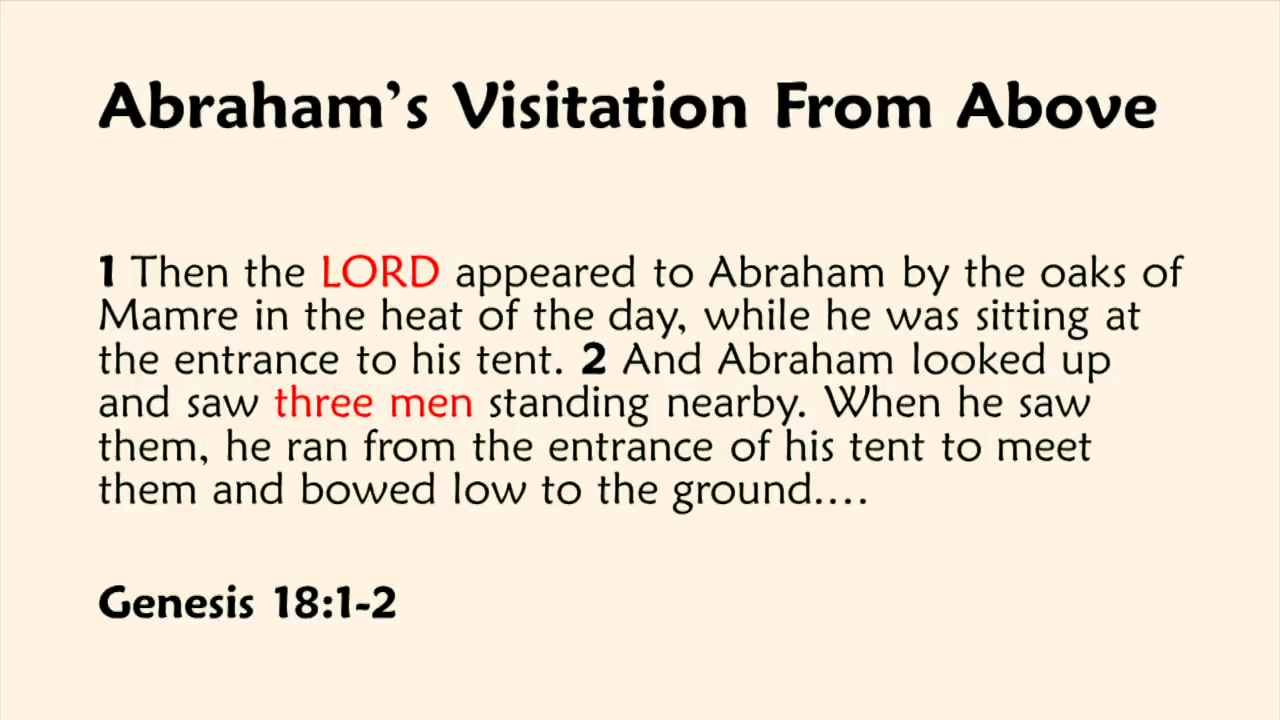 Abraham’s Visitation From Above
1 Then the LORD appeared to Abraham by the oaks of
Mamre in the heat of the day, while he was sitting at
the entrance to his tent. 2 And Abraham looked up
and saw three men standing nearby. When he saw
them, he ran from the entrance of his tent to meet
them and bowed low to the ground....
Genesis 18:1-2